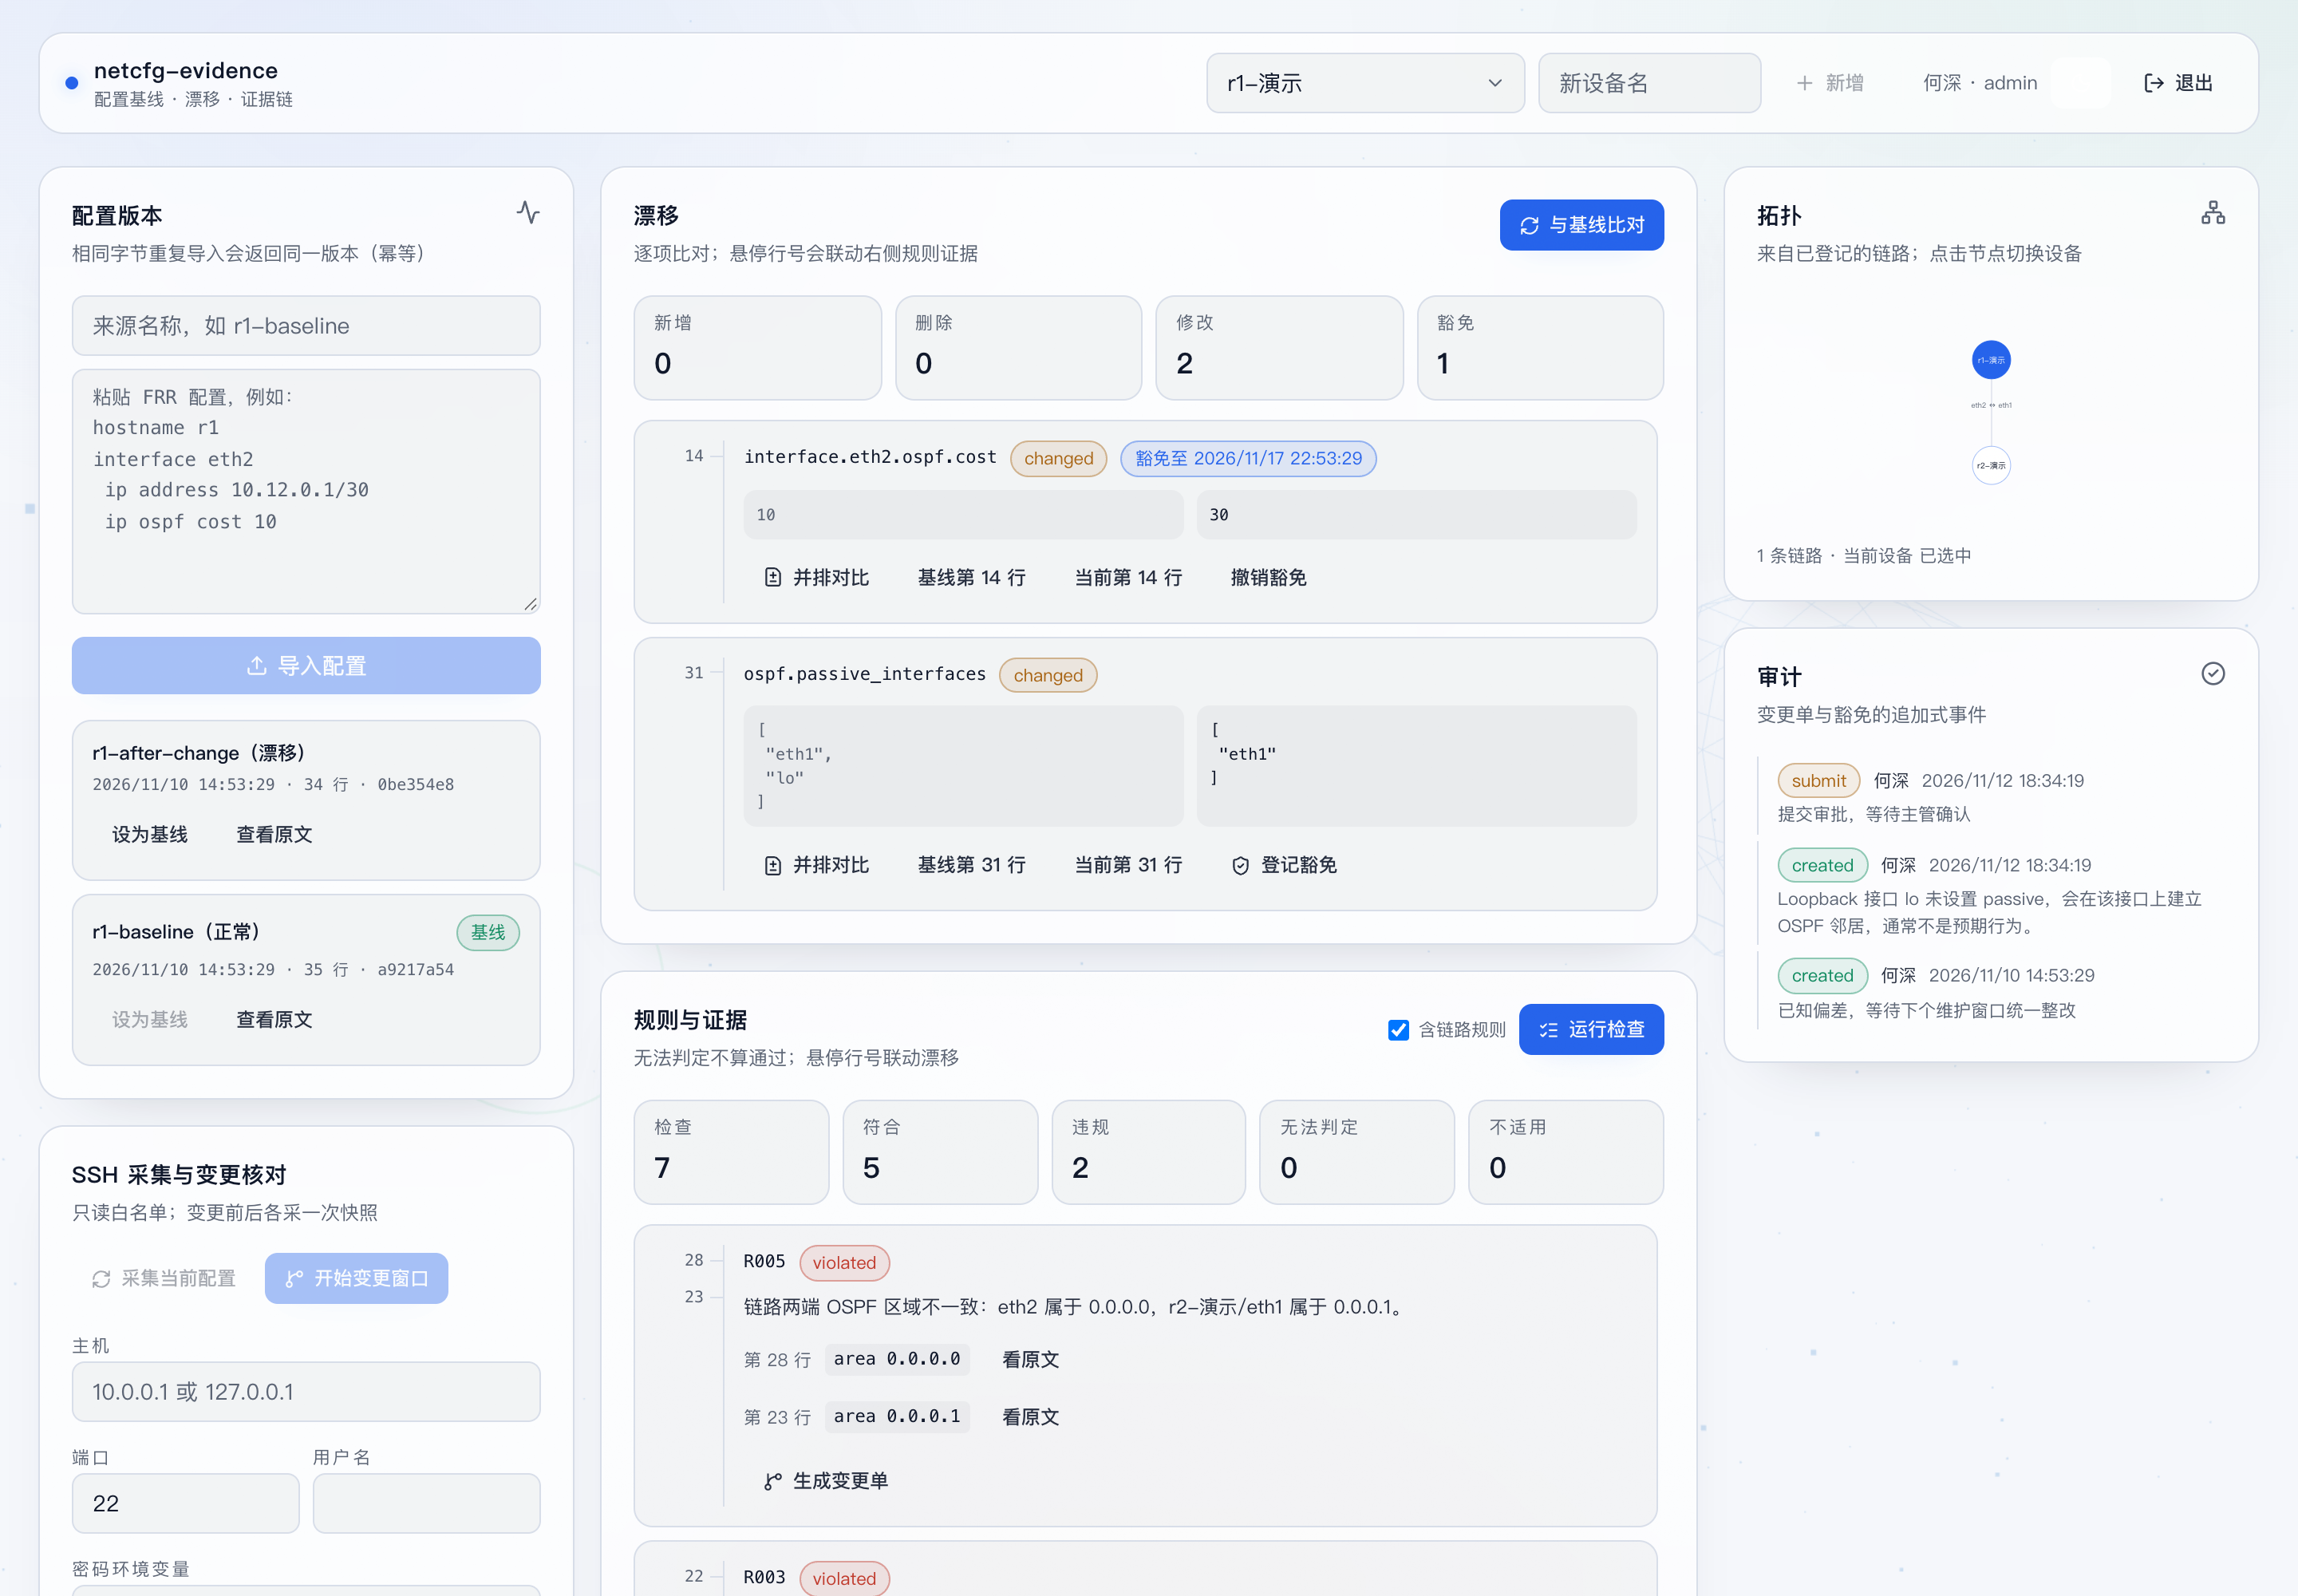 netcfg-evidence
配置基线 · 漂移 · 证据链
r1-演示
新设备名
新增
何深 · admin
退出
配置版本
相同字节重复导入会返回同一版本（幂等）
来源名称，如 r1-baseline
粘贴 FRR 配置，例如：
hostname r1
interface eth2
 ip address 10.12.0.1/30
 ip ospf cost 10
导入配置
r1-after-change（漂移）
2026/11/10 14:53:29 · 34 行 · 0be354e8
设为基线 查看原文
r1-baseline（正常） 基线
2026/11/10 14:53:29 · 35 行 · a9217a54
设为基线 查看原文
SSH 采集与变更核对
只读白名单；变更前后各采一次快照
采集当前配置 开始变更窗口
主机
10.0.0.1 或 127.0.0.1
端口 用户名
22
密码环境变量
漂移
逐项比对；悬停行号会联动右侧规则证据
与基线比对
新增 删除 修改 豁免
0 0 2 1
14 interface.eth2.ospf.cost changed 豁免至 2026/11/17 22:53:29
10 30
并排对比 基线第 14 行 当前第 14 行 撤销豁免
31 ospf.passive_interfaces changed
[ [
"eth1", "eth1"
"lo" ]
]
并排对比 基线第 31 行 当前第 31 行 登记豁免
规则与证据
无法判定不算通过；悬停行号联动漂移
含链路规则 运行检查
检查 符合 违规 无法判定 不适用
7 5 2 0 0
28 R005 violated
23 链路两端 OSPF 区域不一致：eth2 属于 0.0.0.0，r2-演示/eth1 属于 0.0.0.1。
第 28 行 area 0.0.0.0 看原文
第 23 行 area 0.0.0.1 看原文
生成变更单
22 R003 violated
拓扑
来自已登记的链路；点击节点切换设备
r1-演示
eth2 ↔ eth1
r2-演示
1 条链路 · 当前设备 已选中
审计
变更单与豁免的追加式事件
submit 何深 2026/11/12 18:34:19
提交审批，等待主管确认
created 何深 2026/11/12 18:34:19
Loopback 接口 lo 未设置 passive，会在该接口上建立
OSPF 邻居，通常不是预期行为。
created 何深 2026/11/10 14:53:29
已知偏差，等待下个维护窗口统一整改